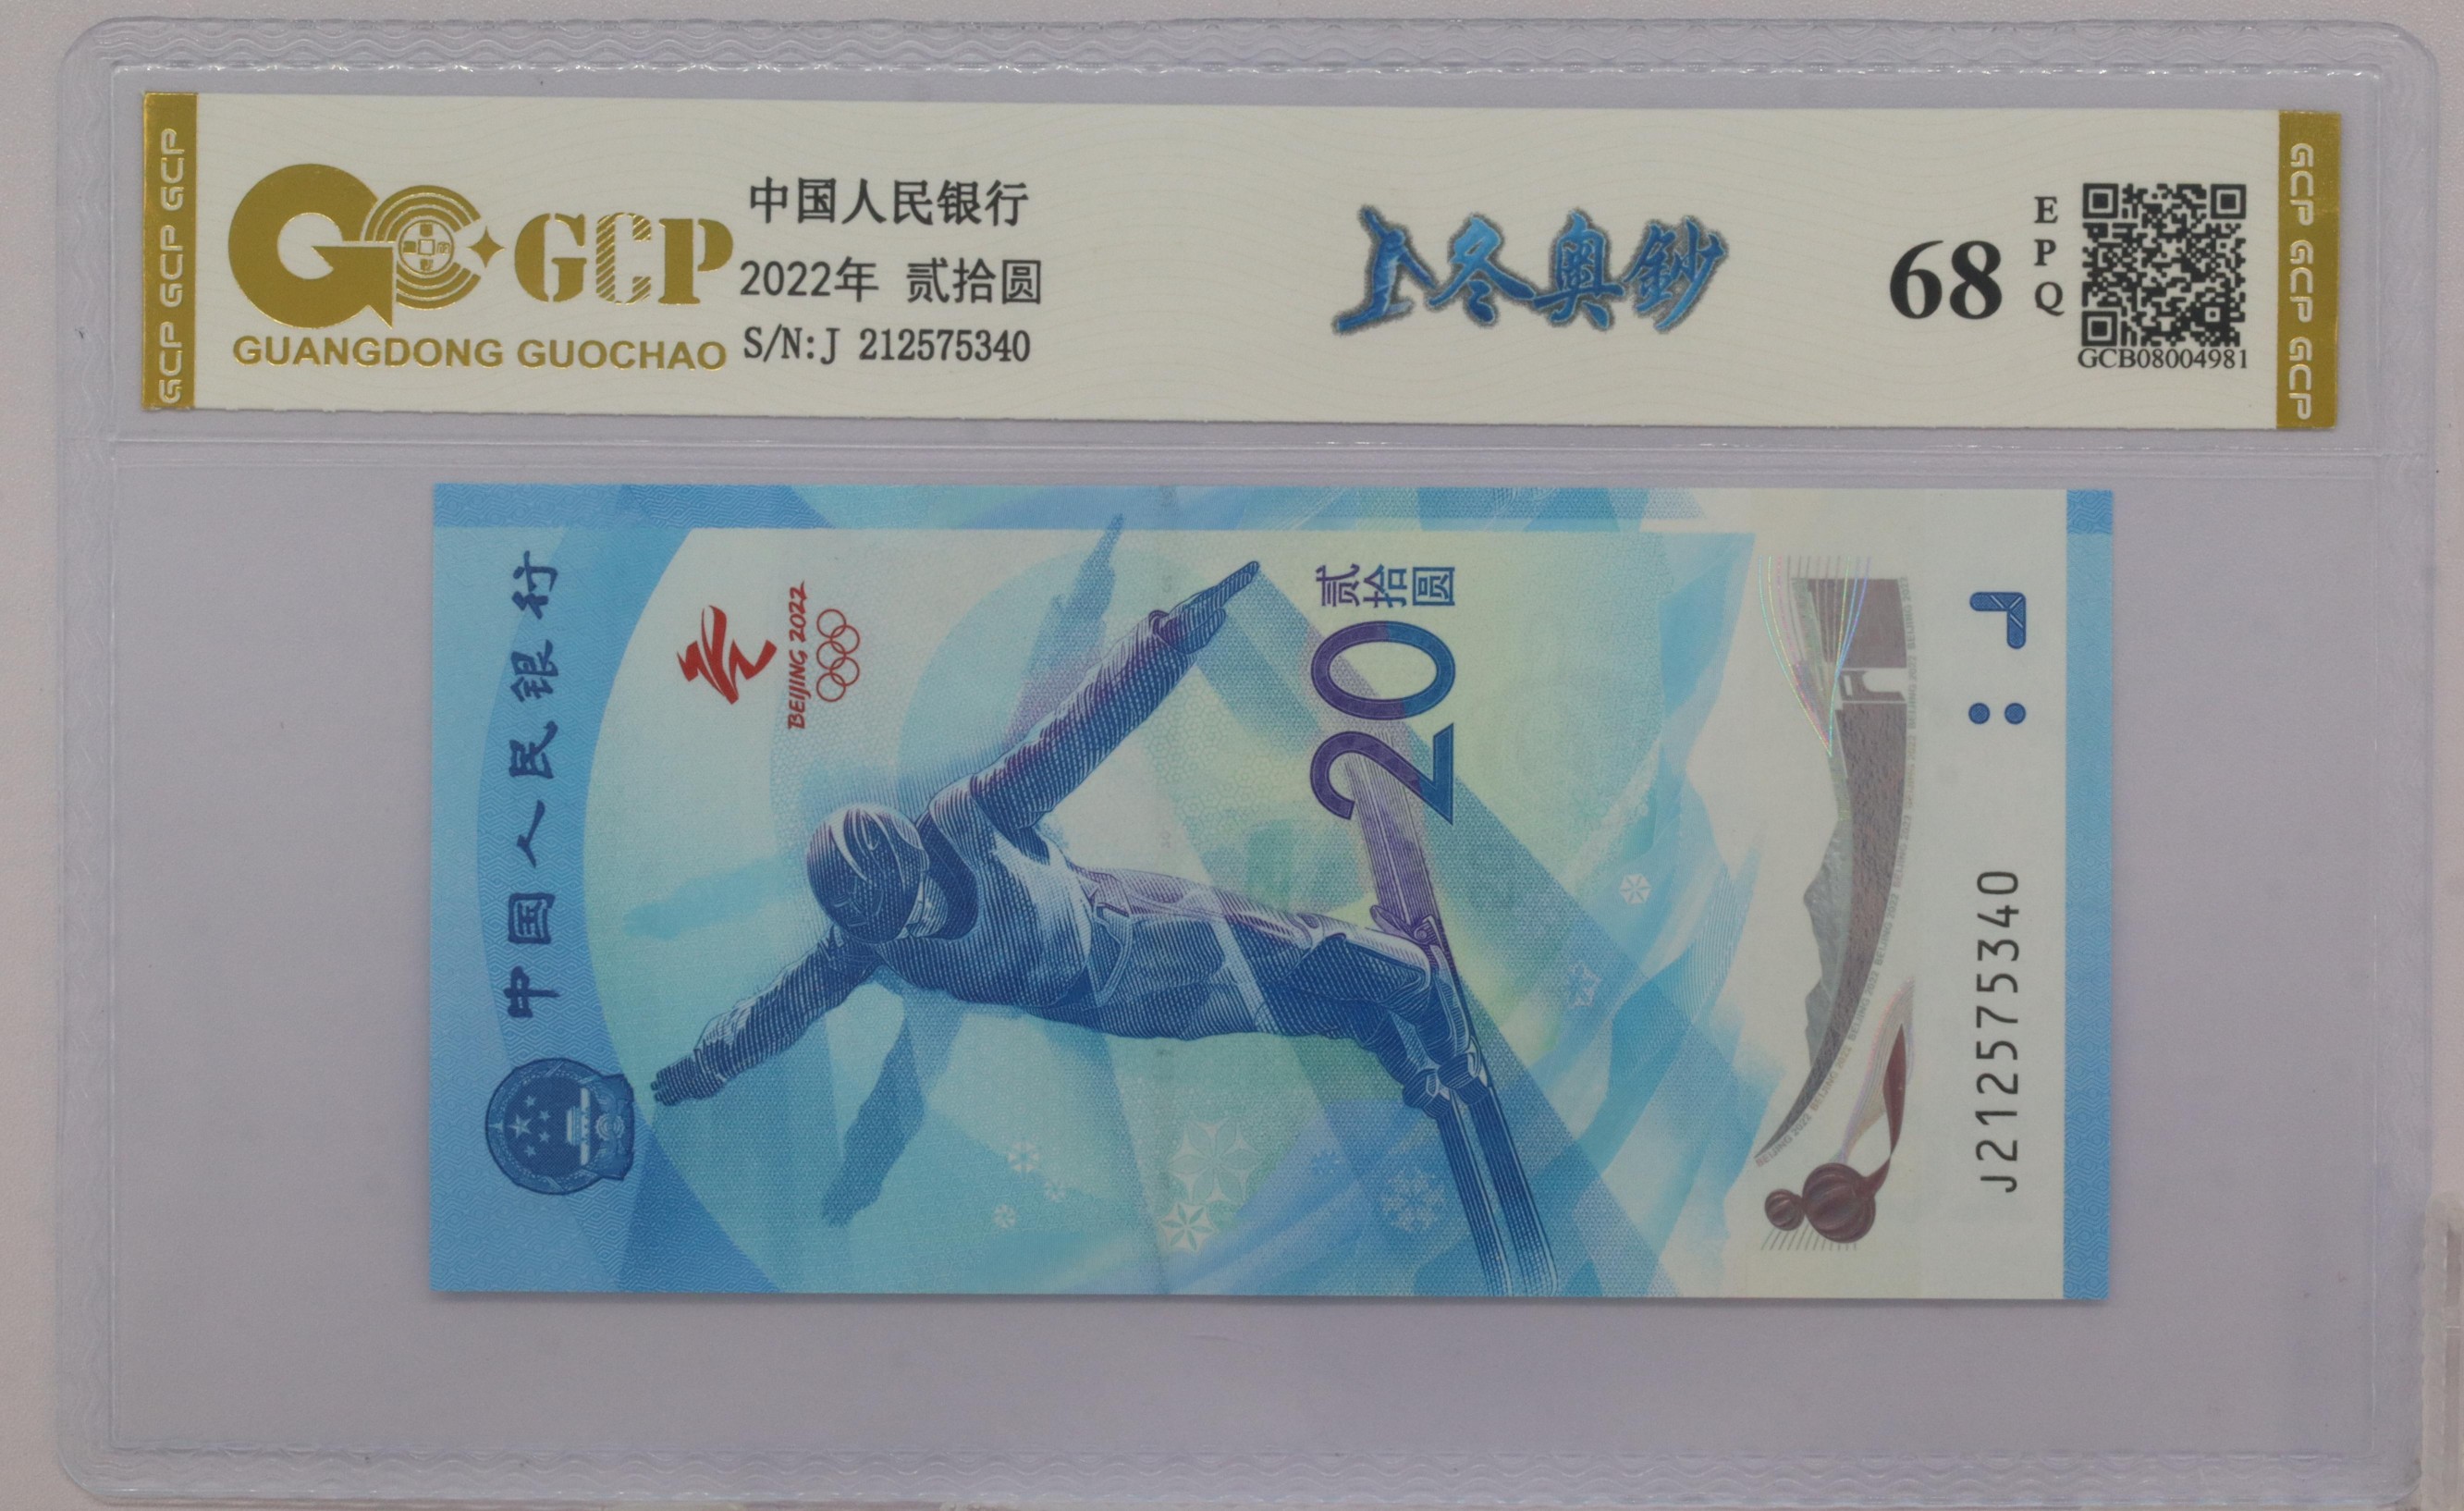 GCP GCP GCP
GCP
GUANGDONG GUOCHAO
中国人民银行
2022年 贰拾圆
S/N:J 212575340
上冬奥鈔
68
EPQ
GCB08004981
GCP GCP GCP
中国人民银行
BEIJING 2022
贰拾圆
20
J212575340